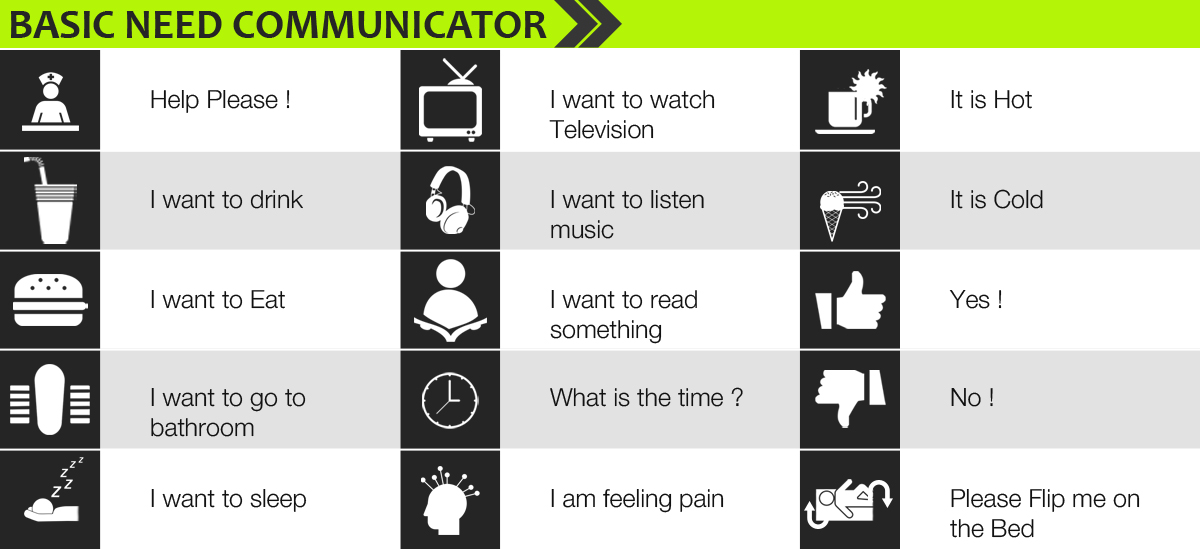 BASIC NEED COMMUNICATOR
Help Please !
I want to drink
I want to Eat
I want to go to
bathroom
I want to sleep
I want to watch
Television
I want to listen
music
I want to read
something
What is the time ?
I am feeling pain
It is Hot
It is Cold
Yes !
No !
Please Flip me on
the Bed
z z z z z